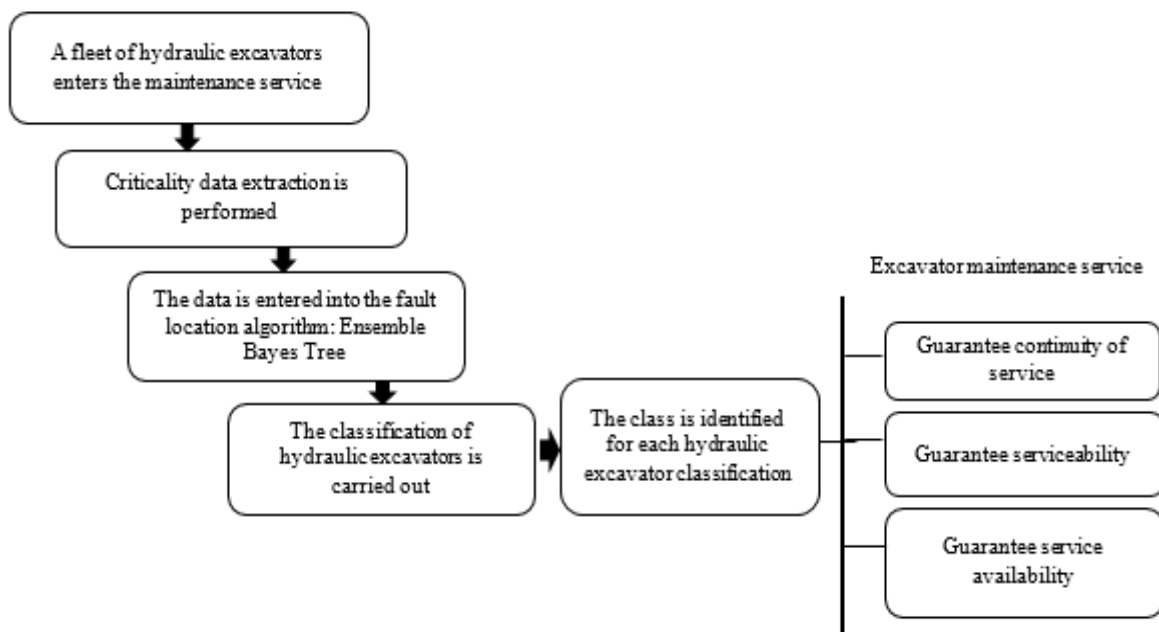 A fleet of hydraulic excavators
enters the maintenance service
Criticality data extraction is
performed
The data is entered into the fault
location algorithm: Ensemble
Bayes Tree
The classification of
hydraulic excavators is
carried out
The class is identified
for each hydraulic
excavator classification
Excavator maintenance service
Guarantee continuity of
service
Guarantee serviceability
Guarantee service
availability